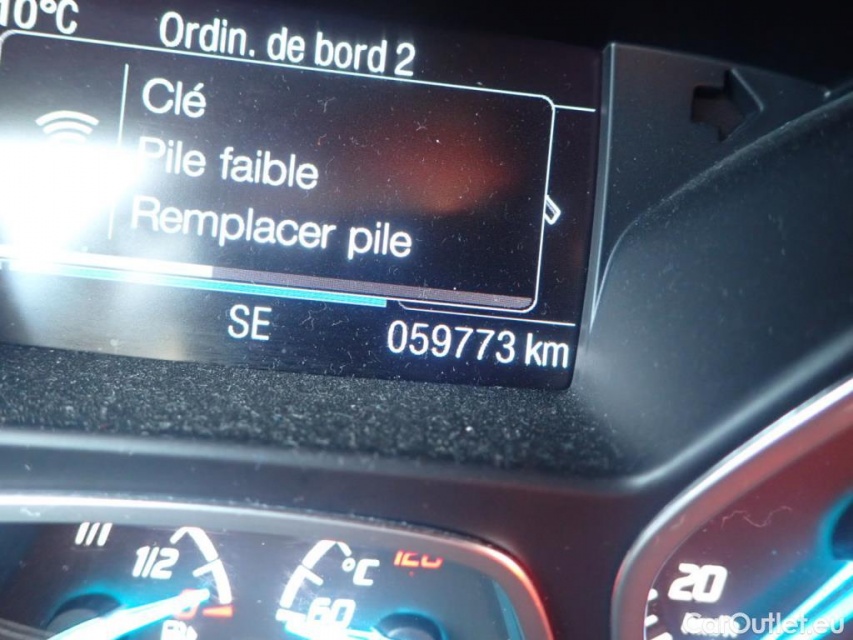 10°C
Ordin. de bord 2
Clé
Pile faible
Remplacer pile
SE
059773 km
1/2
°C
120
60
20
CarOutlet.eu